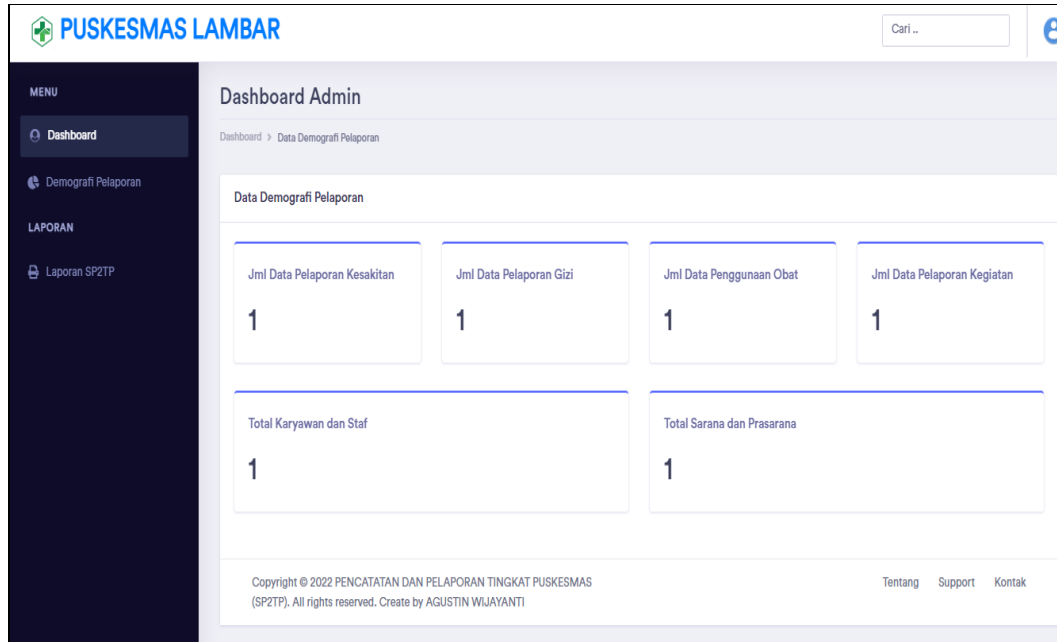 PUSKESMAS LAMBAR
Cari ..
MENU
Dashboard
Demografi Pelaporan
LAPORAN
Laporan SP2TP
Dashboard Admin
Dashboard > Data Demografi Pelaporan
Data Demografi Pelaporan
Jml Data Pelaporan Kesakitan
1
Jml Data Pelaporan Gizi
1
Jml Data Penggunaan Obat
1
Jml Data Pelaporan Kegiatan
1
Total Karyawan dan Staf
1
Total Sarana dan Prasarana
1
Copyright © 2022 PENCATATAN DAN PELAPORAN TINGKAT PUSKESMAS
(SP2TP). All rights reserved. Create by AGUSTIN WIJAYANTI
Tentang Support Kontak